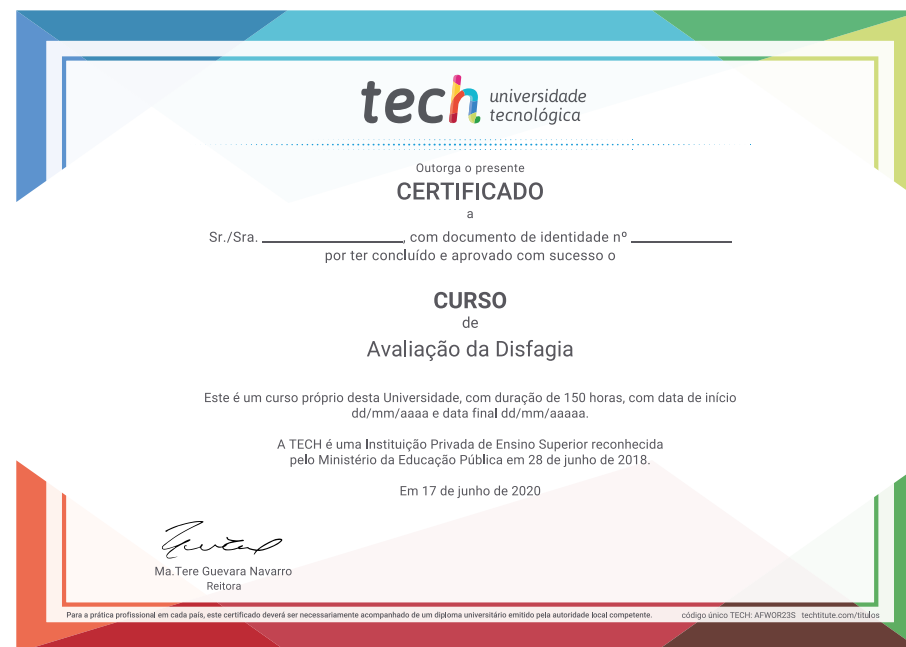 tech universidade
tecnológica
Outorga o presente
CERTIFICADO
a
Sr./Sra. ____________________, com documento de identidade nº ______________
por ter concluído e aprovado com sucesso o
CURSO
de
Avaliação da Disfagia
Este é um curso próprio desta Universidade, com duração de 150 horas, com data de início
dd/mm/aaaa e data final dd/mm/aaaaa.
A TECH é uma Instituição Privada de Ensino Superior reconhecida
pelo Ministério da Educação Pública em 28 de junho de 2018.
Em 17 de junho de 2020
Ma.Tere Guevara Navarro
Reitora
Para a prática profissional em cada país, este certificado deverá ser necessariamente acompanhado de um diploma universitário emitido pela autoridade local competente. código único TECH: AFWOR23S techtitute.com/titulos